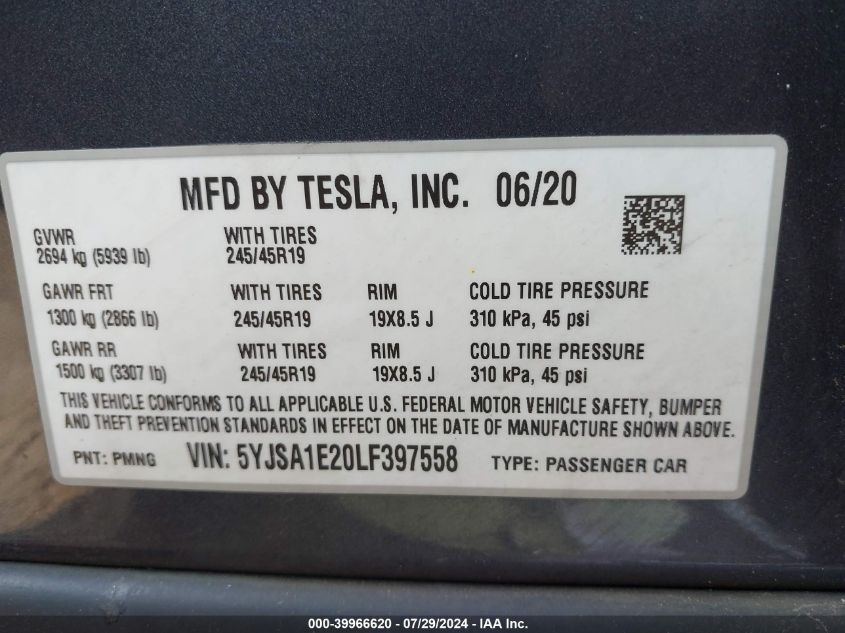 MFD BY TESLA, INC. 06/20
GVWR WITH TIRES
2694 kg (5939 lb) 245/45R19
GAWR FRT WITH TIRES RIM COLD TIRE PRESSURE
1300 kg (2866 lb) 245/45R19 19X8.5 J 310 kPa, 45 psi
GAWR RR WITH TIRES RIM COLD TIRE PRESSURE
1500 kg (3307 lb) 245/45R19 19X8.5 J 310 kPa, 45 psi
THIS VEHICLE CONFORMS TO ALL APPLICABLE U.S. FEDERAL MOTOR VEHICLE SAFETY, BUMPER
AND THEFT PREVENTION STANDARDS IN EFFECT ON THE DATE OF MANUFACTURE SHOWN ABOVE.
PNT: PMNG VIN: 5YJSA1E20LF397558 TYPE: PASSENGER CAR
000-39966620 - 07/29/2024 - IAA Inc.